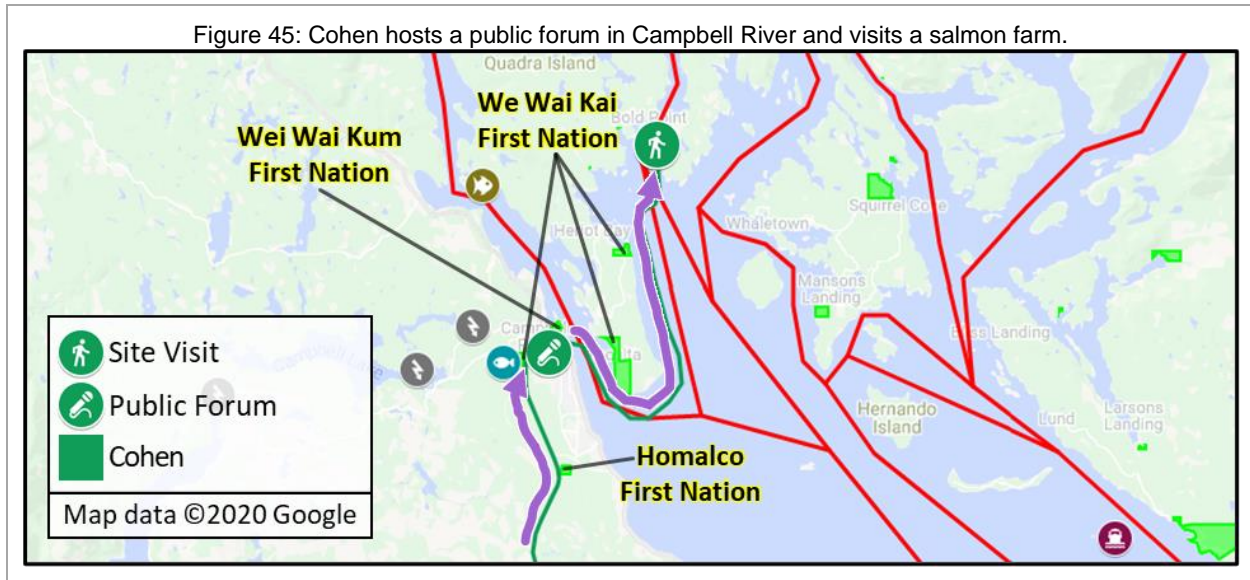 Figure 45: Cohen hosts a public forum in Campbell River and visits a salmon farm.
Quadra Island
We Wai Kai
First Nation
Bold Point
Wei Wai Kum
First Nation
Squirrel Cove
Whaletown
Heriot Bay
Mansons
Landing
Bliss Landing
Campbell Lake
Hernando
Island
Lund
Larsons
Landing
Homalco
First Nation
Site Visit
Public Forum
Cohen
Map data ©2020 Google